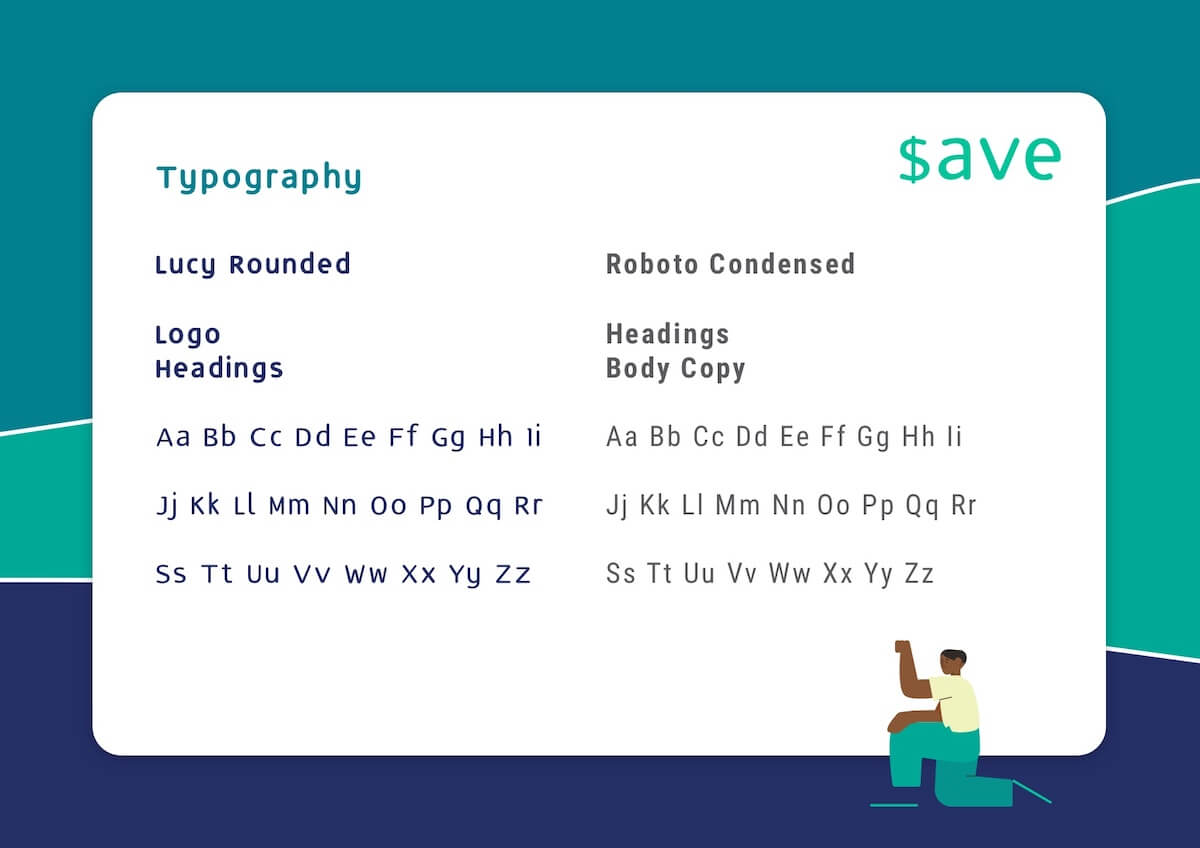 Typography
$ave
Lucy Rounded
Logo
Headings
Aa Bb Cc Dd Ee Ff Gg Hh Ii
Jj Kk Ll Mm Nn Oo Pp Qq Rr
Ss Tt Uu Vv Ww Xx Yy Zz
Roboto Condensed
Headings
Body Copy
Aa Bb Cc Dd Ee Ff Gg Hh Ii
Jj Kk Ll Mm Nn Oo Pp Qq Rr
Ss Tt Uu Vv Ww Xx Yy Zz